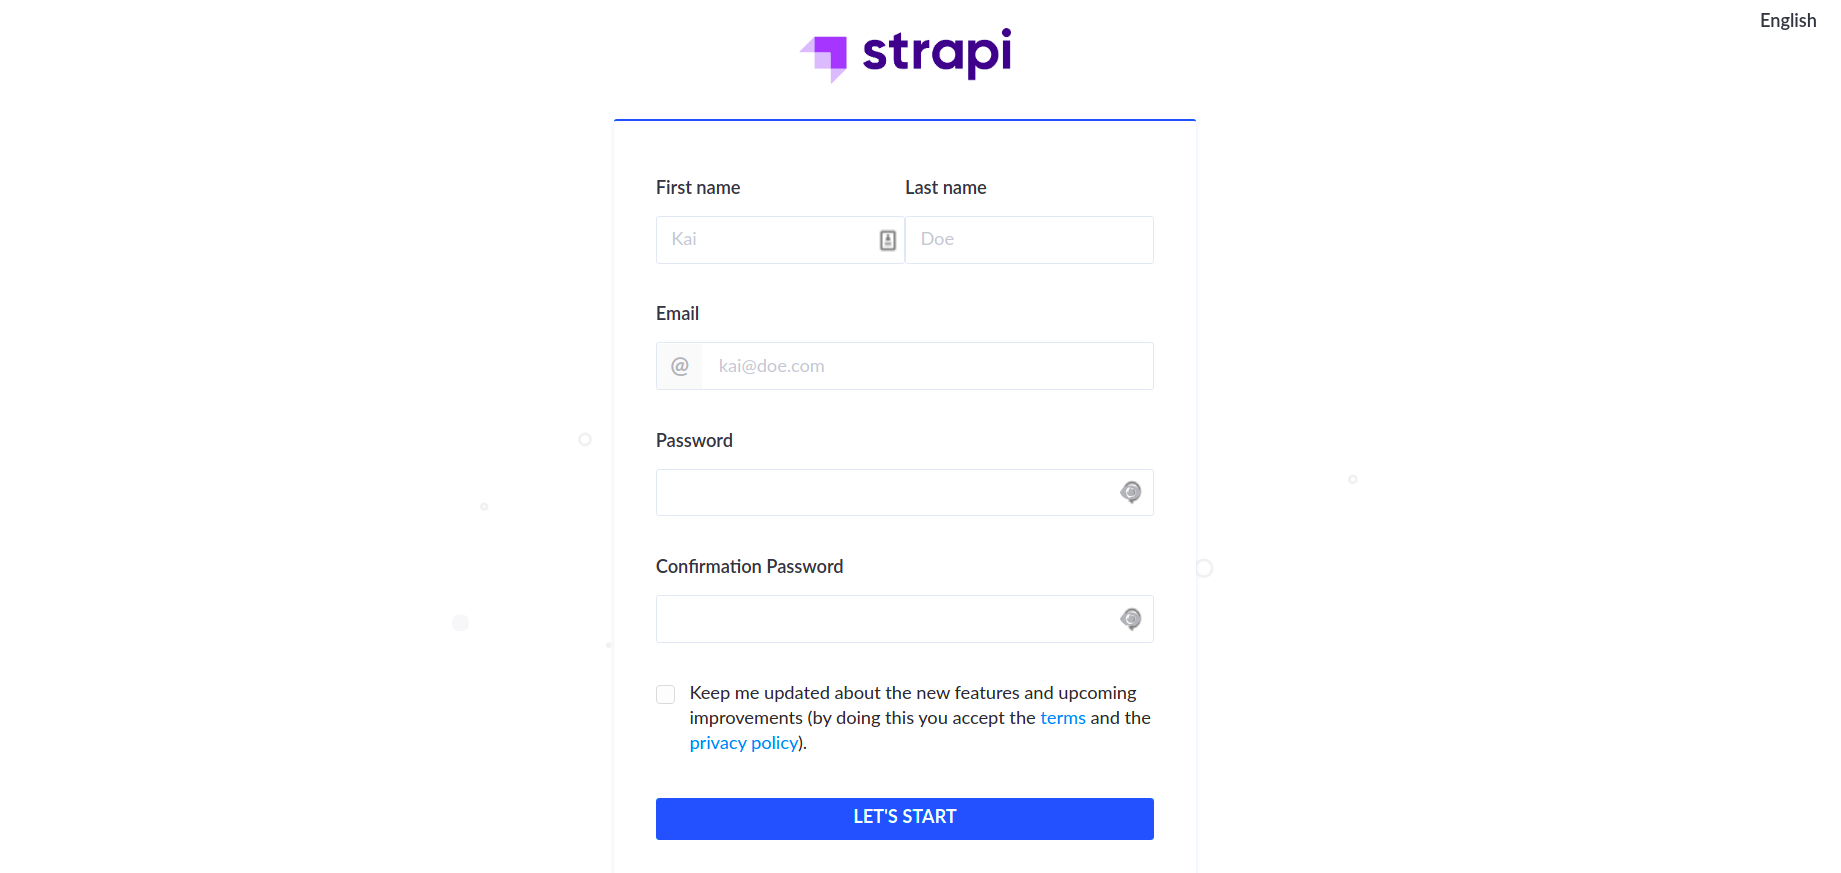 English
strapi
First name Last name
Kai Doe
Email
@ kai@doe.com
Password
Confirmation Password
Keep me updated about the new features and upcoming
improvements (by doing this you accept the terms and the
privacy policy).
LET'S START